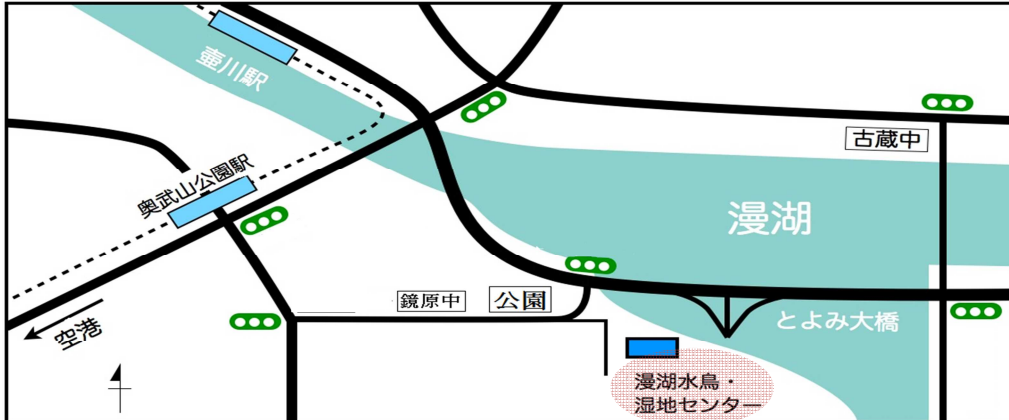 壷川駅
古蔵中
奥武山公園駅
漫湖
鏡原中
公園
空港
とよみ大橋
漫湖水鳥・
湿地センター